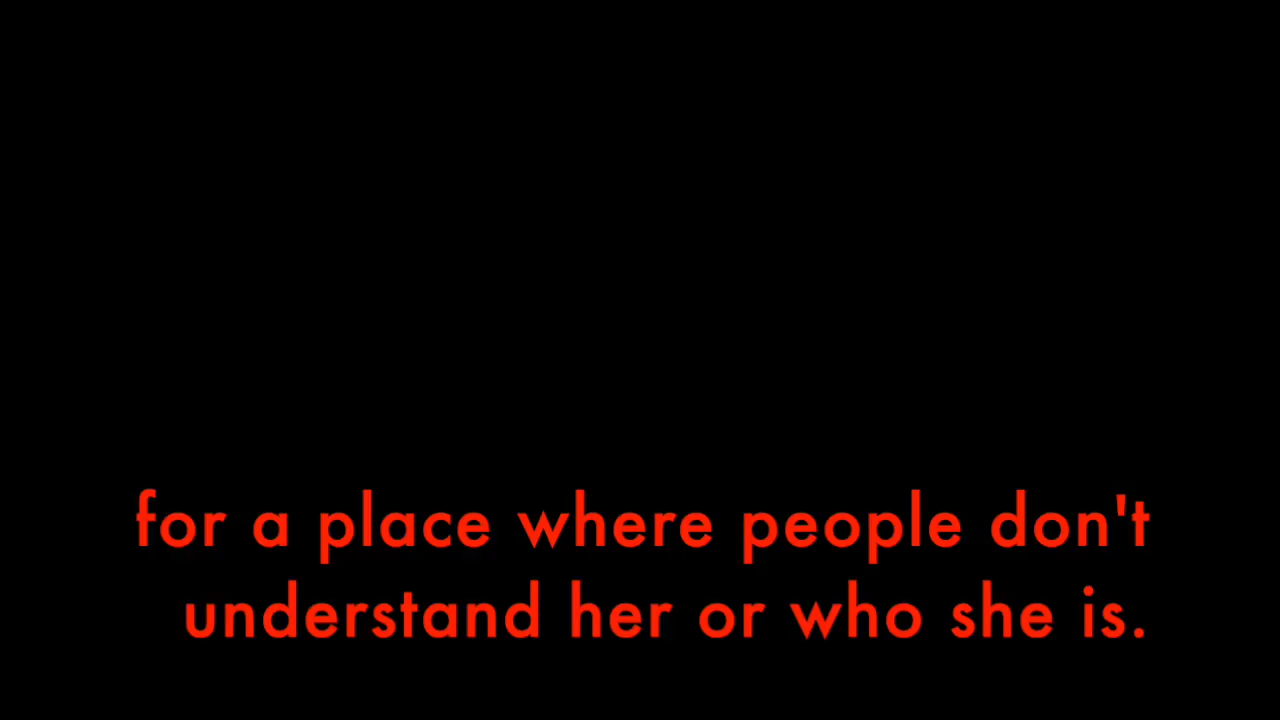 for a place where people don't
understand her or who she is.